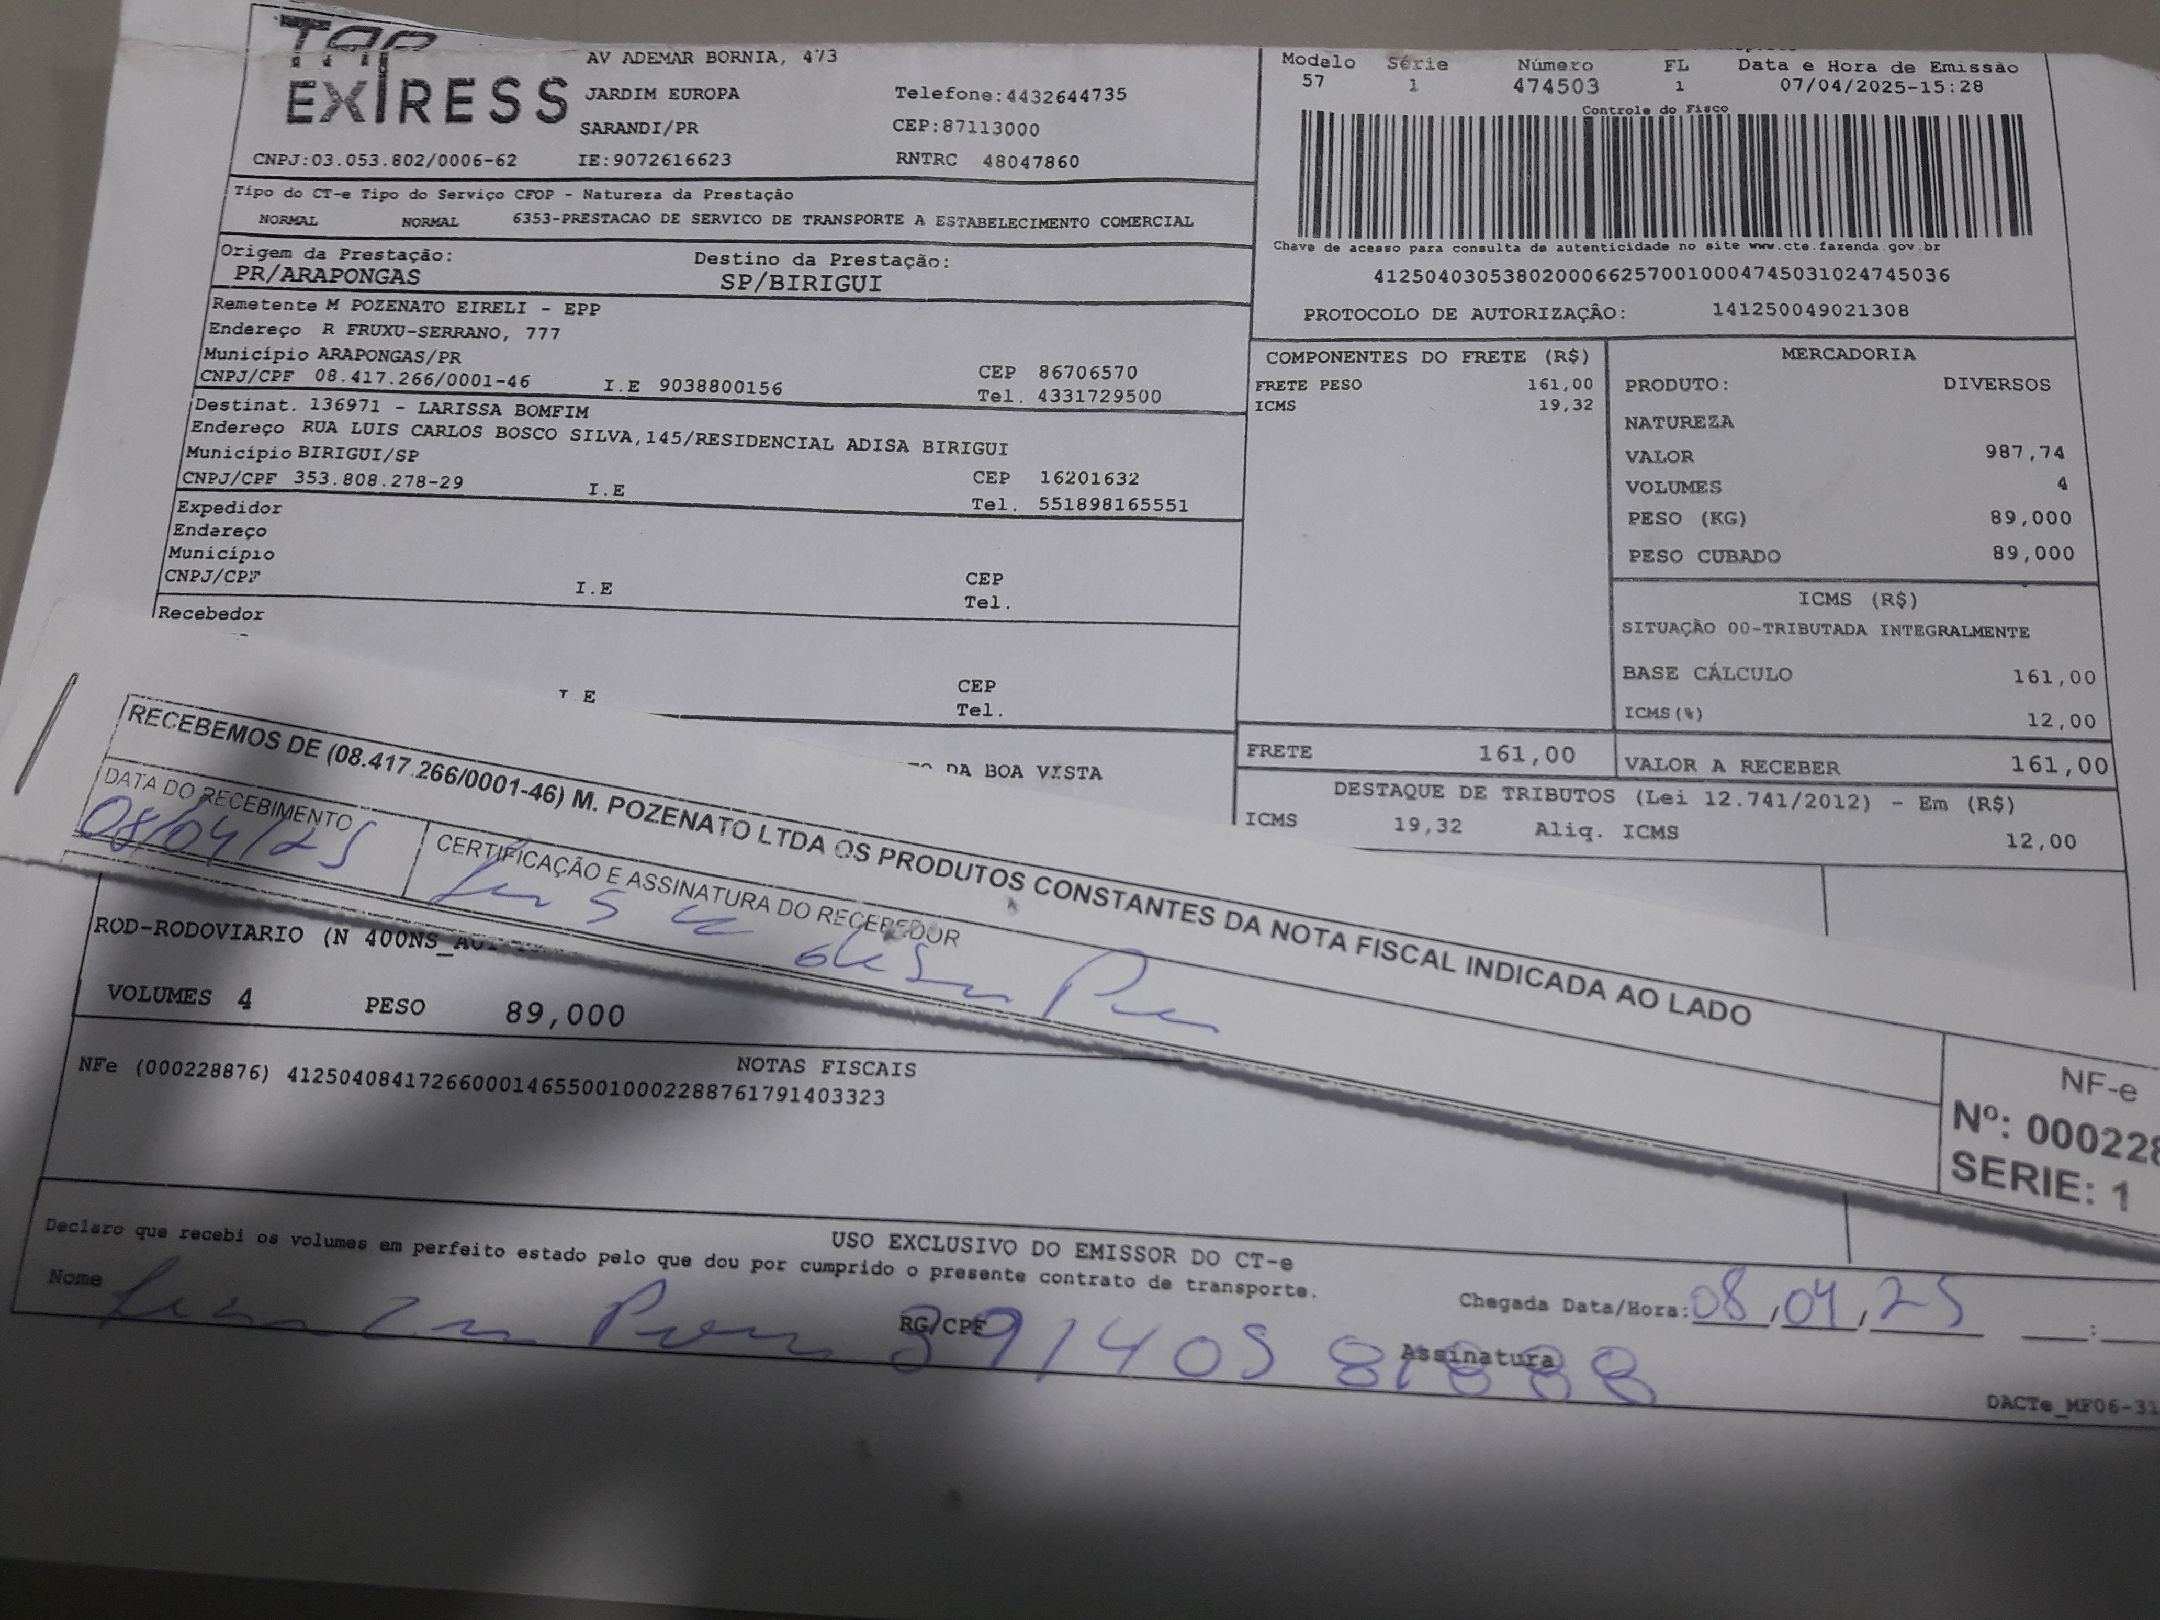 TOP
EXPRESS
AV ADEMAR BORNIA, 473
JARDIM EUROPA Telefone:4432644735
SARANDI/PR CEP:87113000
CNPJ:03.053.802/0006-62 IE:9072616623 RNTRC 48047860
Modelo Série Número FL Data e Hora de Emissão
57 1 474503 1 07/04/2025-15:28
Controle do Fisco
Chave de acesso para consulta de autenticidade no site www.cte.fazenda.gov.br
41250403053802000662570010004745031024745036
PROTOCOLO DE AUTORIZAÇÃO: 141250049021308
Tipo do CT-e Tipo do Serviço CFOP - Natureza da Prestação
NORMAL NORMAL 6353-PRESTACAO DE SERVICO DE TRANSPORTE A ESTABELECIMENTO COMERCIAL
Origem da Prestação: Destino da Prestação:
PR/ARAPONGAS SP/BIRIGUI
Remetente M POZENATO EIRELI - EPP
Endereço R FRUXU-SERRANO, 777
Município ARAPONGAS/PR CEP 86706570
CNPJ/CPF 08.417.266/0001-46 I.E 9038800156 Tel. 4331729500
Destinat. 136971 - LARISSA BOMFIM
Endereço RUA LUIS CARLOS BOSCO SILVA,145/RESIDENCIAL ADISA BIRIGUI
Município BIRIGUI/SP CEP 16201632
CNPJ/CPF 353.808.278-29 I.E Tel. 551898165551
Expedidor
Endereço
Município CEP
CNPJ/CPF I.E Tel.
Recebedor
CEP
I E Tel.
DA BOA VISTA
COMPONENTES DO FRETE (R$)
FRETE PESO 161,00
ICMS 19,32
MERCADORIA
PRODUTO: DIVERSOS
NATUREZA
VALOR 987,74
VOLUMES 4
PESO (KG) 89,000
PESO CUBADO 89,000
ICMS (R$)
SITUAÇÃO 00-TRIBUTADA INTEGRALMENTE
BASE CÁLCULO 161,00
ICMS(%) 12,00
FRETE 161,00 VALOR A RECEBER 161,00
DESTAQUE DE TRIBUTOS (Lei 12.741/2012) - Em (R$)
ICMS 19,32 Aliq. ICMS 12,00
RECEBEMOS DE (08.417.266/0001-46) M. POZENATO LTDA OS PRODUTOS CONSTANTES DA NOTA FISCAL INDICADA AO LADO
DATA DO RECEBIMENTO CERTIFICAÇÃO E ASSINATURA DO RECEBEDOR
08/04/25
NF-e
Nº: 000228
SERIE: 1
ROD-RODOVIARIO (N 400NS
VOLUMES 4 PESO 89,000
NOTAS FISCAIS
NFe (000228876) 41250408417266000146550010002288761791403323
USO EXCLUSIVO DO EMISSOR DO CT-e
Declaro que recebi os volumes em perfeito estado pelo que dou por cumprido o presente contrato de transporte.
Nome RG/CPF Assinatura
Chegada Data/Hora: 08,04,25 :
DACTe_MF06-31